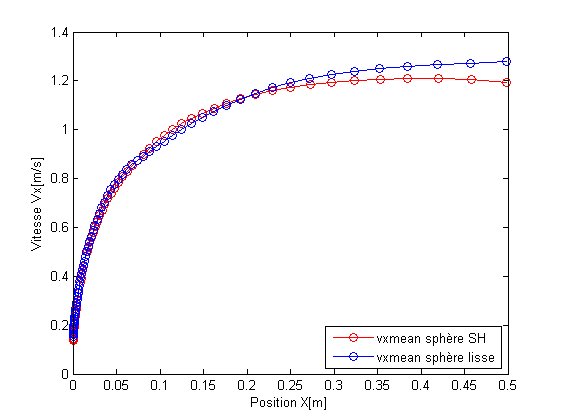 1.4
1.2
1
0.8
0.6
0.4
0.2
0
Vitesse Vx[m/s]
0 0.05 0.1 0.15 0.2 0.25 0.3 0.35 0.4 0.45 0.5
Position X[m]
vxmean sphère SH
vxmean sphère lisse